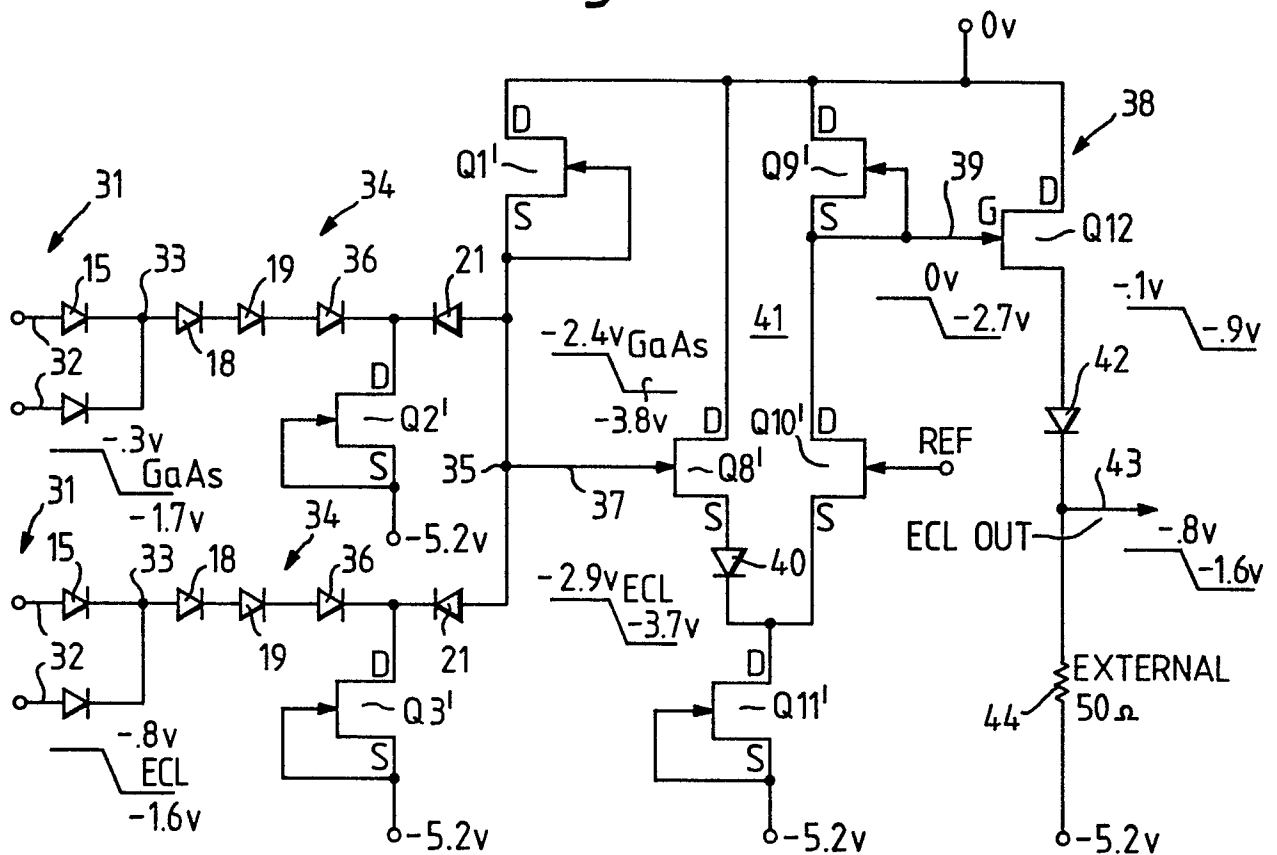 0v
D
38
Q1'
D
Q9'
39
D
31
34
S
S
G
Q12
15
33
19
36
21
0v
-2.7v
-.1v
-.9v
32
18
-2.4v
GaAs
41
42
D
Q2'
-3.8v
D
Q10'
D
REF
-.3v
GaAs
-1.7v
S
35
37
Q8'
43
31
34
-5.2v
S
S
ECL OUT
-.8v
-1.6v
15
33
18
36
40
-2.9v
ECL
-3.7v
32
19
D
21
D
EXTERNAL
50Ω
44
Q3'
Q11'
-.8v
ECL
-1.6v
S
S
-5.2v
-5.2v
-5.2v